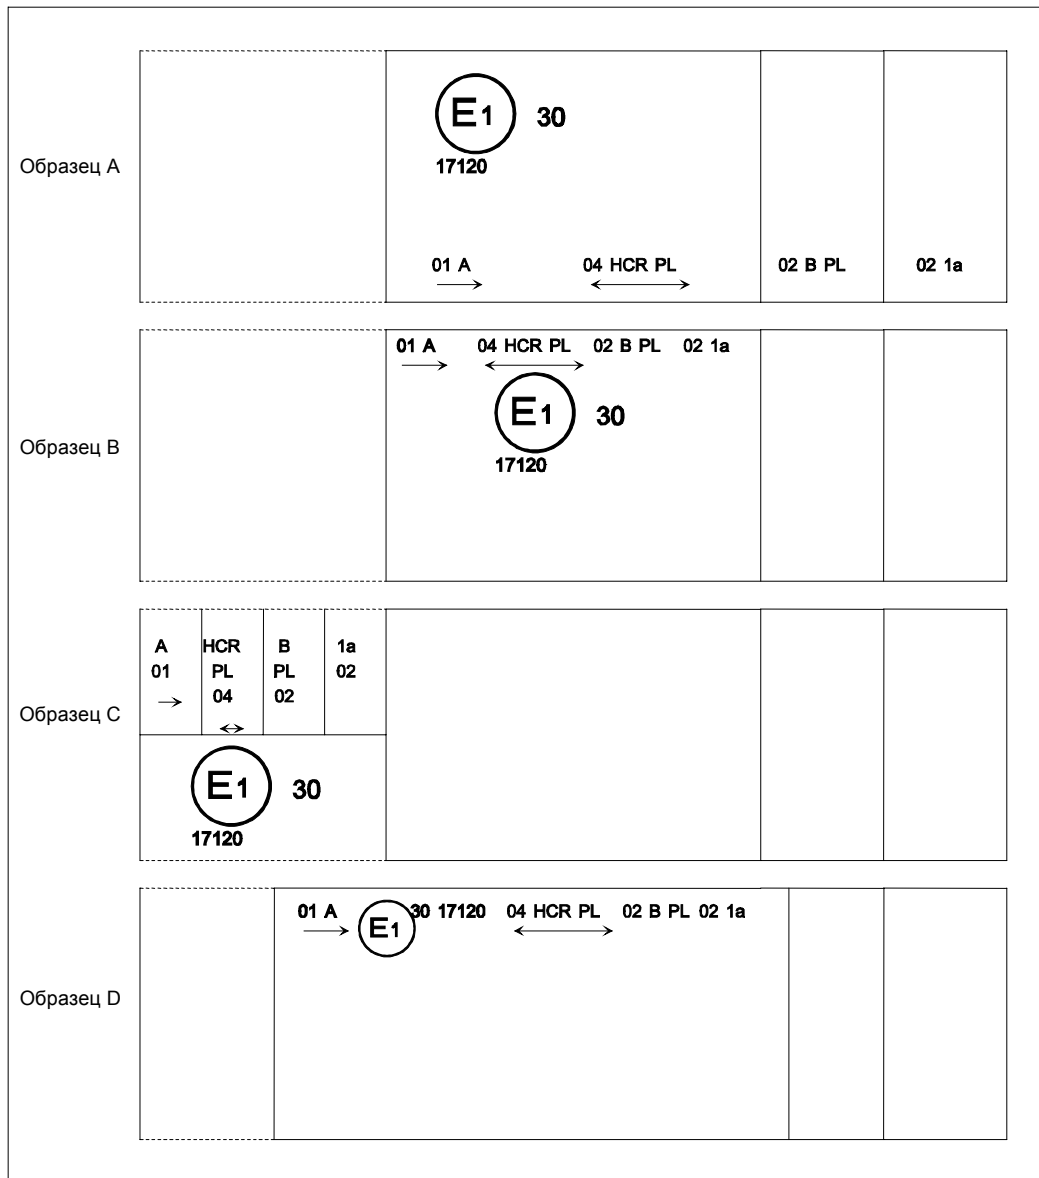 E1 30
Образец A
17120
01 A 04 HCR PL 02 B PL 02 1a
01 A 04 HCR PL 02 B PL 02 1a
E1 30
Образец B
17120
A HCR B 1a
01 PL PL 02
04 02
Образец C
E1 30
17120
01 A E1 30 17120 04 HCR PL 02 B PL 02 1a
Образец D